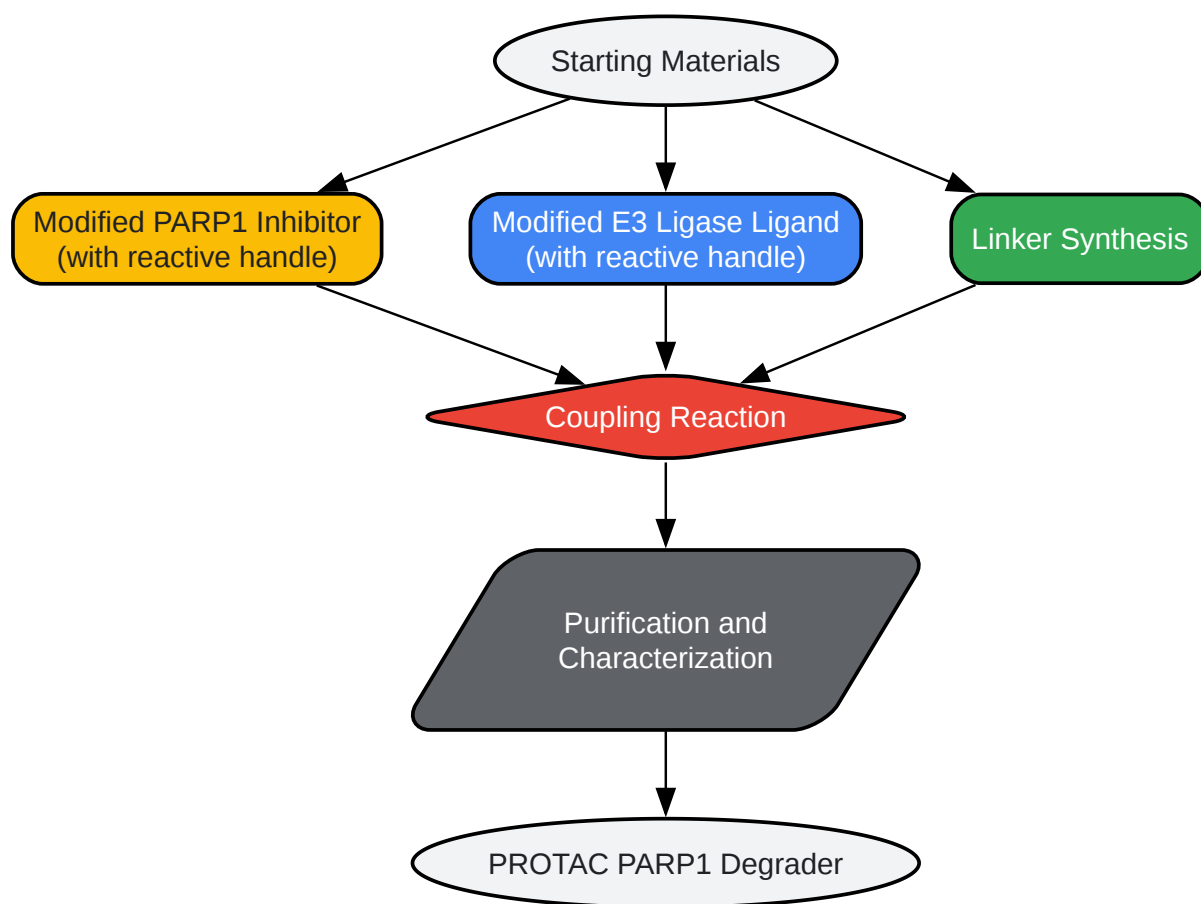 Starting Materials
Modified PARP1 Inhibitor
(with reactive handle)
Modified E3 Ligase Ligand
(with reactive handle)
Linker Synthesis
Coupling Reaction
Purification and
Characterization
PROTAC PARP1 Degrader